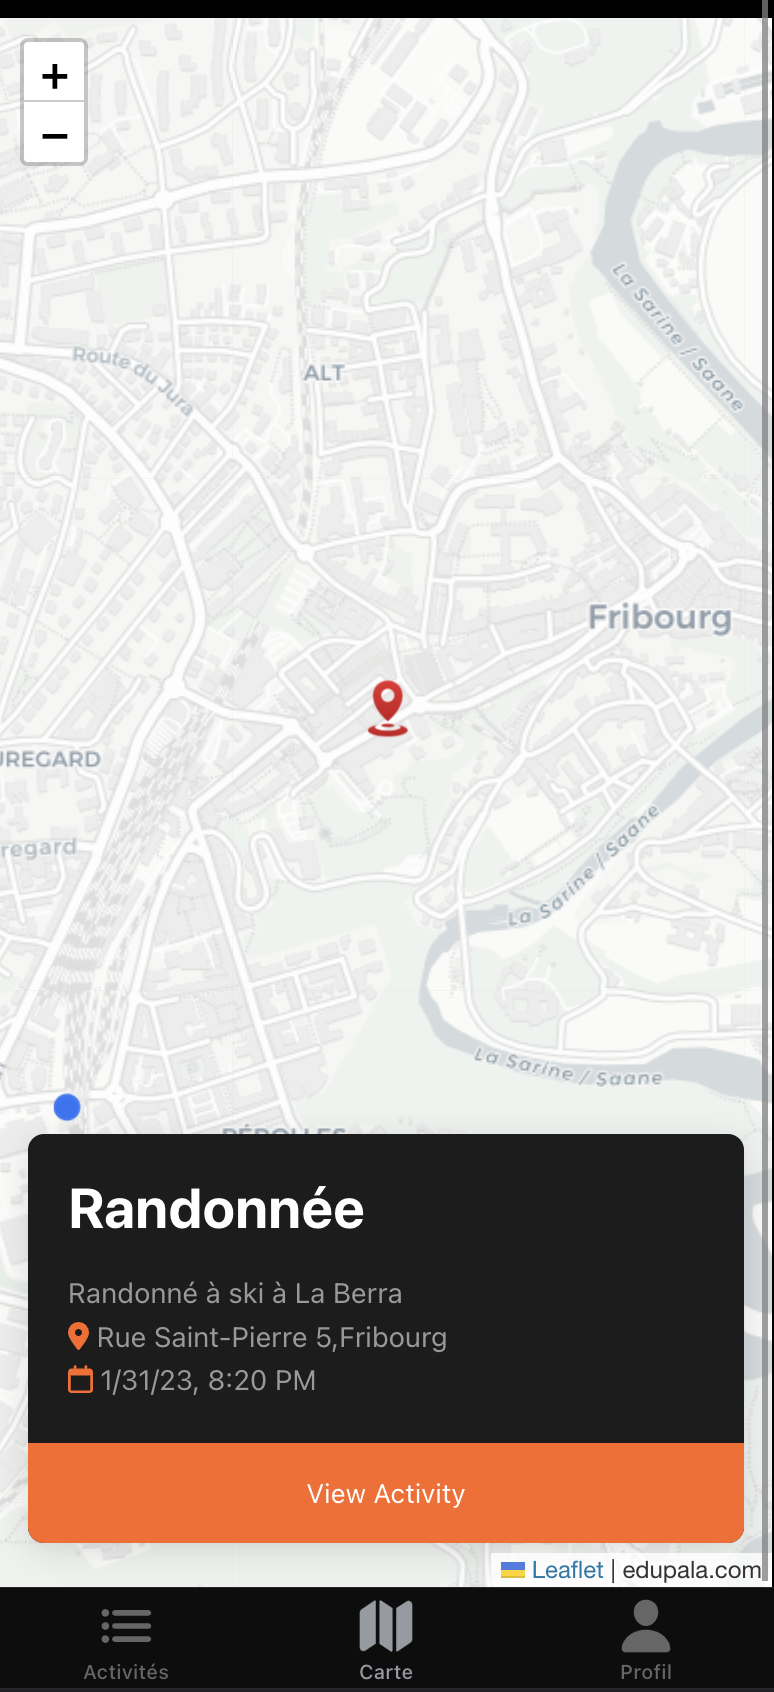 +
−
La Sarine / Saane
Route du Jura
ALT
Fribourg
UREGARD
regard
La Sarine / Saane
La Sarine / Saane
PÉROLLES
Randonnée
Randonné à ski à La Berra
Rue Saint-Pierre 5,Fribourg
1/31/23, 8:20 PM
View Activity
Leaflet | edupala.com
Activités
Carte
Profil